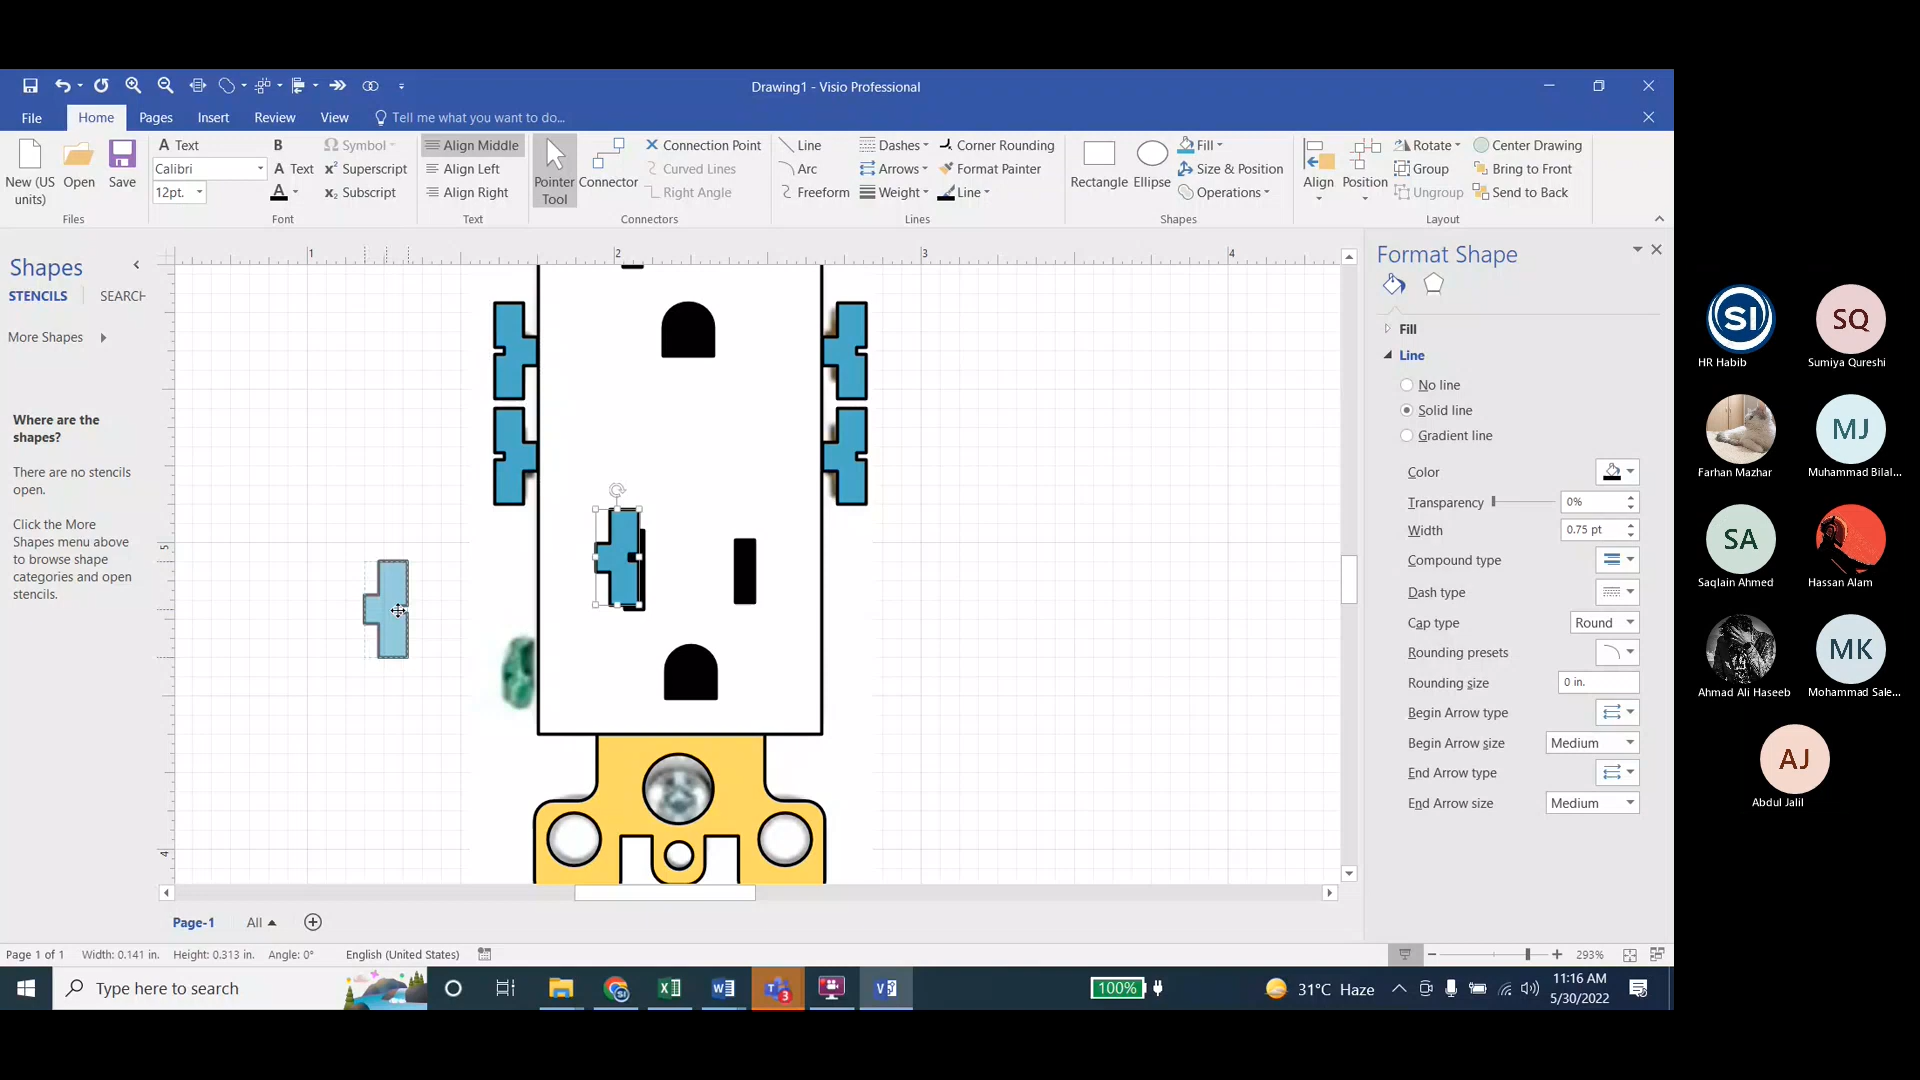 Drawing1 - Visio Professional
File
Home
Pages
Insert
Review
View
Tell me what you want to do...
New (US
units)
Open
Save
Files
A Text
Calibri
12pt.
B
A Text
A
Symbol
x² Superscript
x₂ Subscript
Font
Align Middle
Align Left
Align Right
Text
Pointer
Tool
Connector
Connection Point
Curved Lines
Right Angle
Connectors
Line
Arc
Freeform
Dashes
Arrows
Weight
Corner Rounding
Format Painter
Line
Lines
Rectangle
Ellipse
Fill
Size & Position
Operations
Shapes
Align
Position
Rotate
Group
Ungroup
Center Drawing
Bring to Front
Send to Back
Layout
Shapes
STENCILS
SEARCH
More Shapes
Where are the
shapes?
There are no stencils
open.
Click the More
Shapes menu above
to browse shape
categories and open
stencils.
1
2
3
4
5
4
Format Shape
Fill
Line
No line
Solid line
Gradient line
Color
Transparency
0%
Width
0.75 pt
Compound type
Dash type
Cap type
Round
Rounding presets
Rounding size
0 in.
Begin Arrow type
Begin Arrow size
Medium
End Arrow type
End Arrow size
Medium
Page-1
All
Page 1 of 1
Width: 0.141 in.
Height: 0.313 in.
Angle: 0°
English (United States)
293%
Type here to search
3
100%
31°C Haze
11:16 AM
5/30/2022
SI
HR Habib
SQ
Sumiya Qureshi
Farhan Mazhar
MJ
Muhammad Bilal...
SA
Saqlain Ahmed
Hassan Alam
Ahmad Ali Haseeb
MK
Mohammad Sale...
AJ
Abdul Jalil